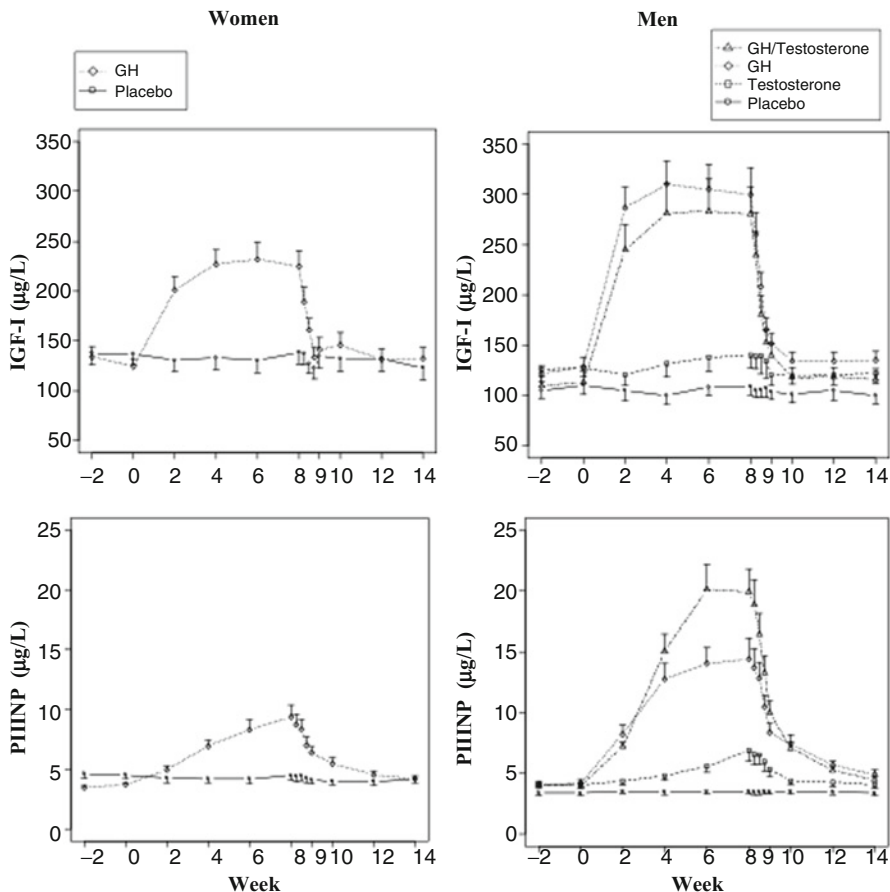 Women
Men
GH
Placebo
GH/Testosterone
GH
Testosterone
Placebo
IGF-I (µg/L)
350
300
250
200
150
100
50
−2 0 2 4 6 8 9 10 12 14
IGF-I (µg/L)
350
300
250
200
150
100
50
−2 0 2 4 6 8 9 10 12 14
PIIINP (µg/L)
25
20
15
10
5
0
−2 0 2 4 6 8 9 10 12 14
Week
PIIINP (µg/L)
25
20
15
10
5
0
−2 0 2 4 6 8 9 10 12 14
Week